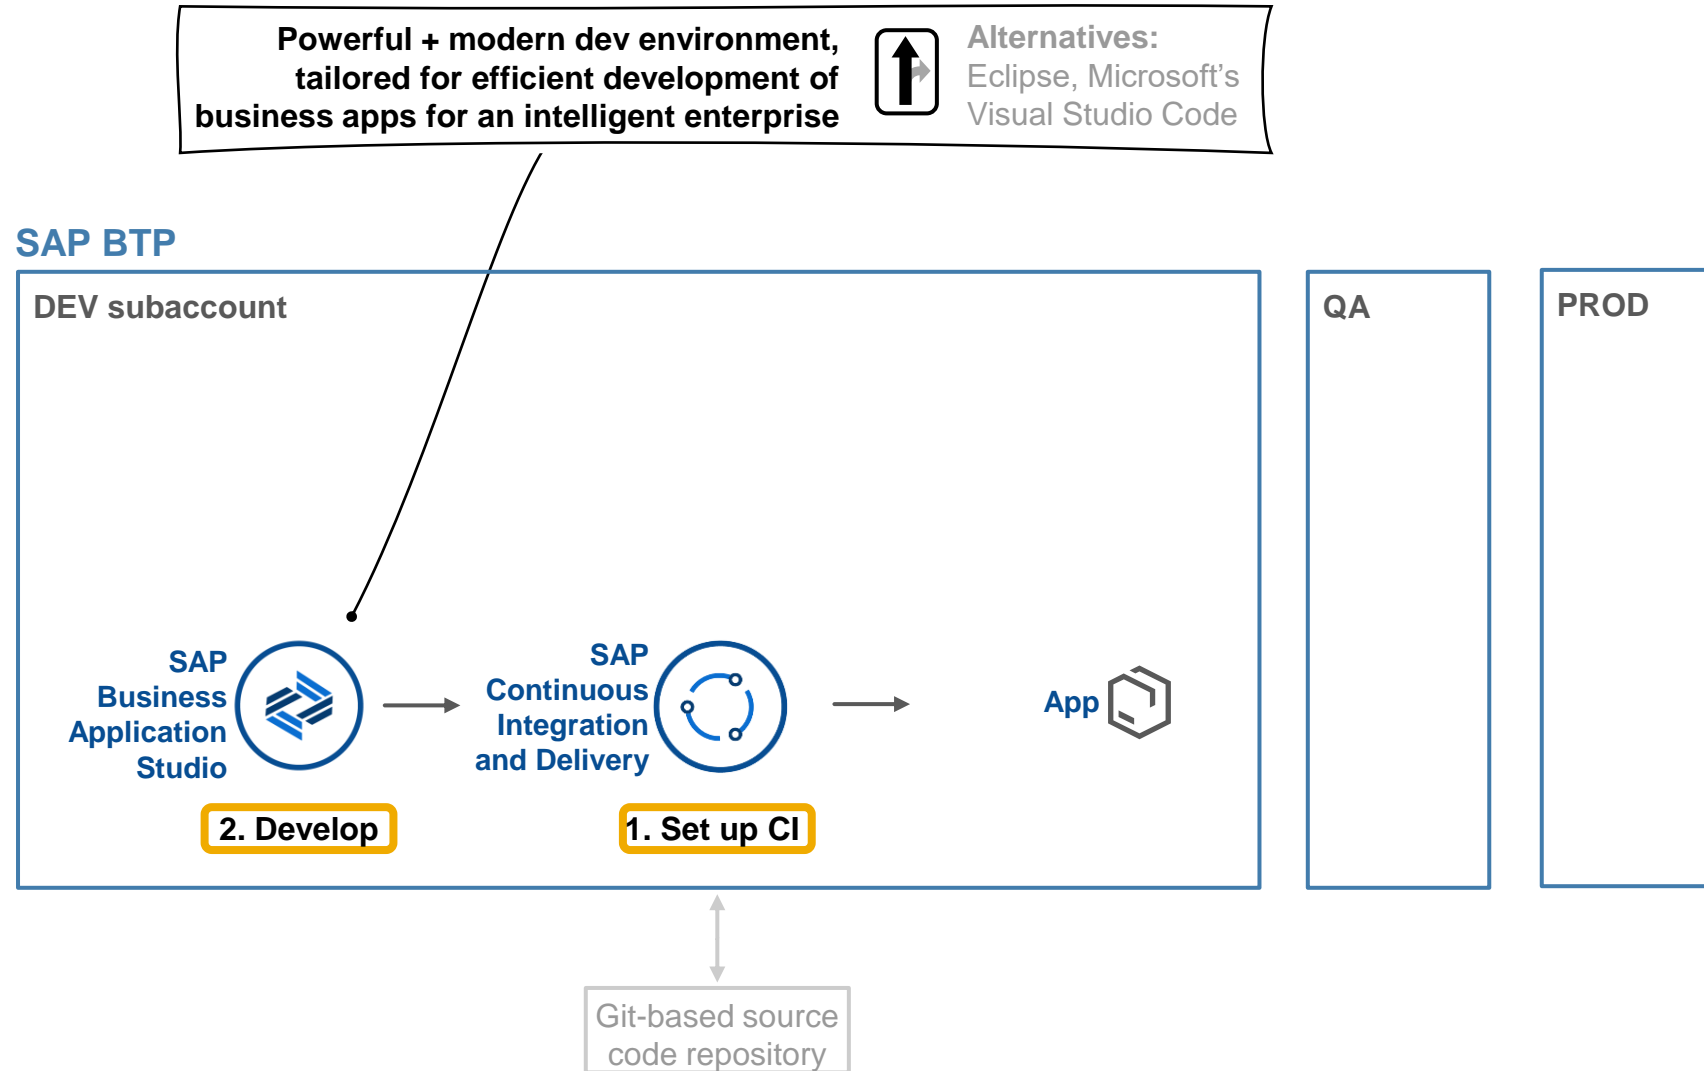 Powerful + modern dev environment,
tailored for efficient development of
business apps for an intelligent enterprise
Alternatives:
Eclipse, Microsoft’s
Visual Studio Code
SAP BTP
DEV subaccount
QA
PROD
SAP
Business
Application
Studio
SAP
Continuous
Integration
and Delivery
App
2. Develop
1. Set up CI
Git-based source
code repository